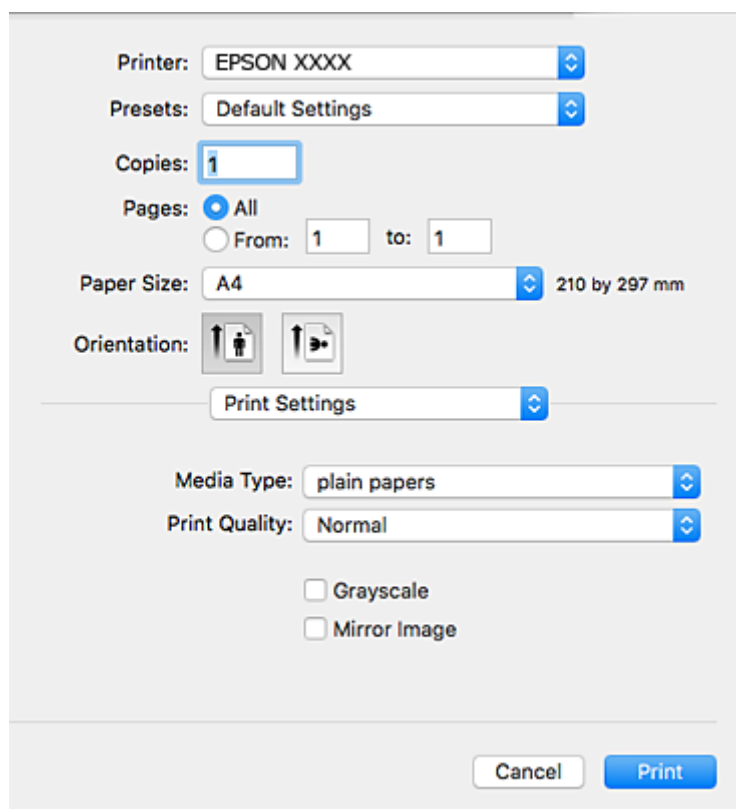 Printer: EPSON XXXX
Presets: Default Settings
Copies: 1
Pages: All
From: 1 to: 1
Paper Size: A4 210 by 297 mm
Orientation:
Print Settings
Media Type: plain papers
Print Quality: Normal
Grayscale
Mirror Image
Cancel Print